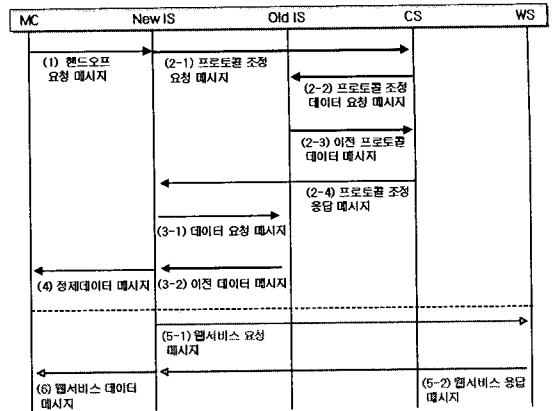 MC New IS Old IS CS WS
(1) 핸드오프
요청 메시지
(2-1) 프로토콜 조정
요청 메시지
(2-2) 프로토콜 조정
데이터 요청 메시지
(2-3) 이전 프로토콜
데이터 메시지
(2-4) 프로토콜 조정
응답 메시지
(3-1) 데이터 요청 메시지
(3-2) 이전 데이터 메시지
(4) 정제데이터 메시지
(5-1) 웹서비스 요청
메시지
(5-2) 웹서비스 응답
메시지
(6) 웹서비스 데이터
메시지